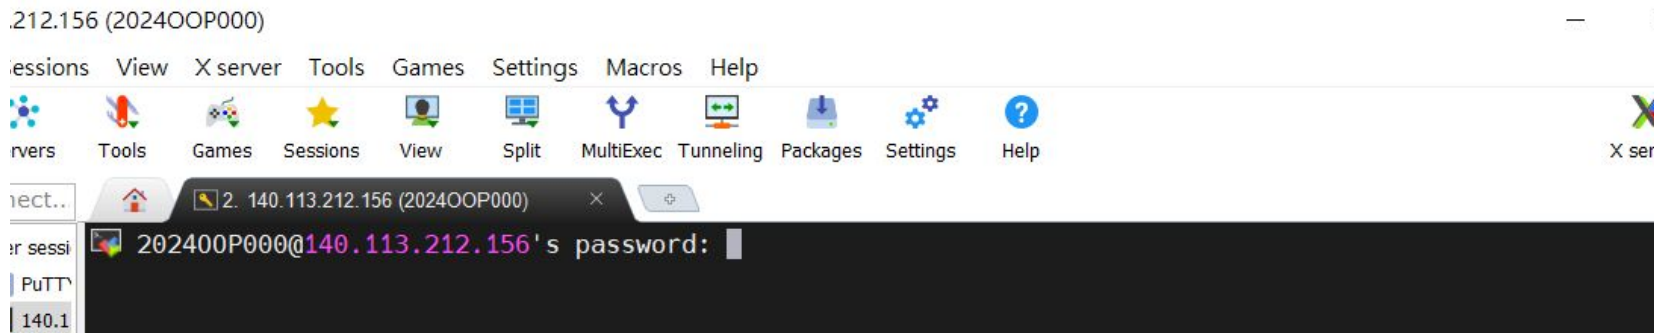 .212.156 (2024OOP000)
essions View X server Tools Games Settings Macros Help
rvers Tools Games Sessions View Split MultiExec Tunneling Packages Settings Help X ser
nect... 2. 140.113.212.156 (2024OOP000)
2024OOP000@140.113.212.156's password:
er sessi
PuTTY
140.1